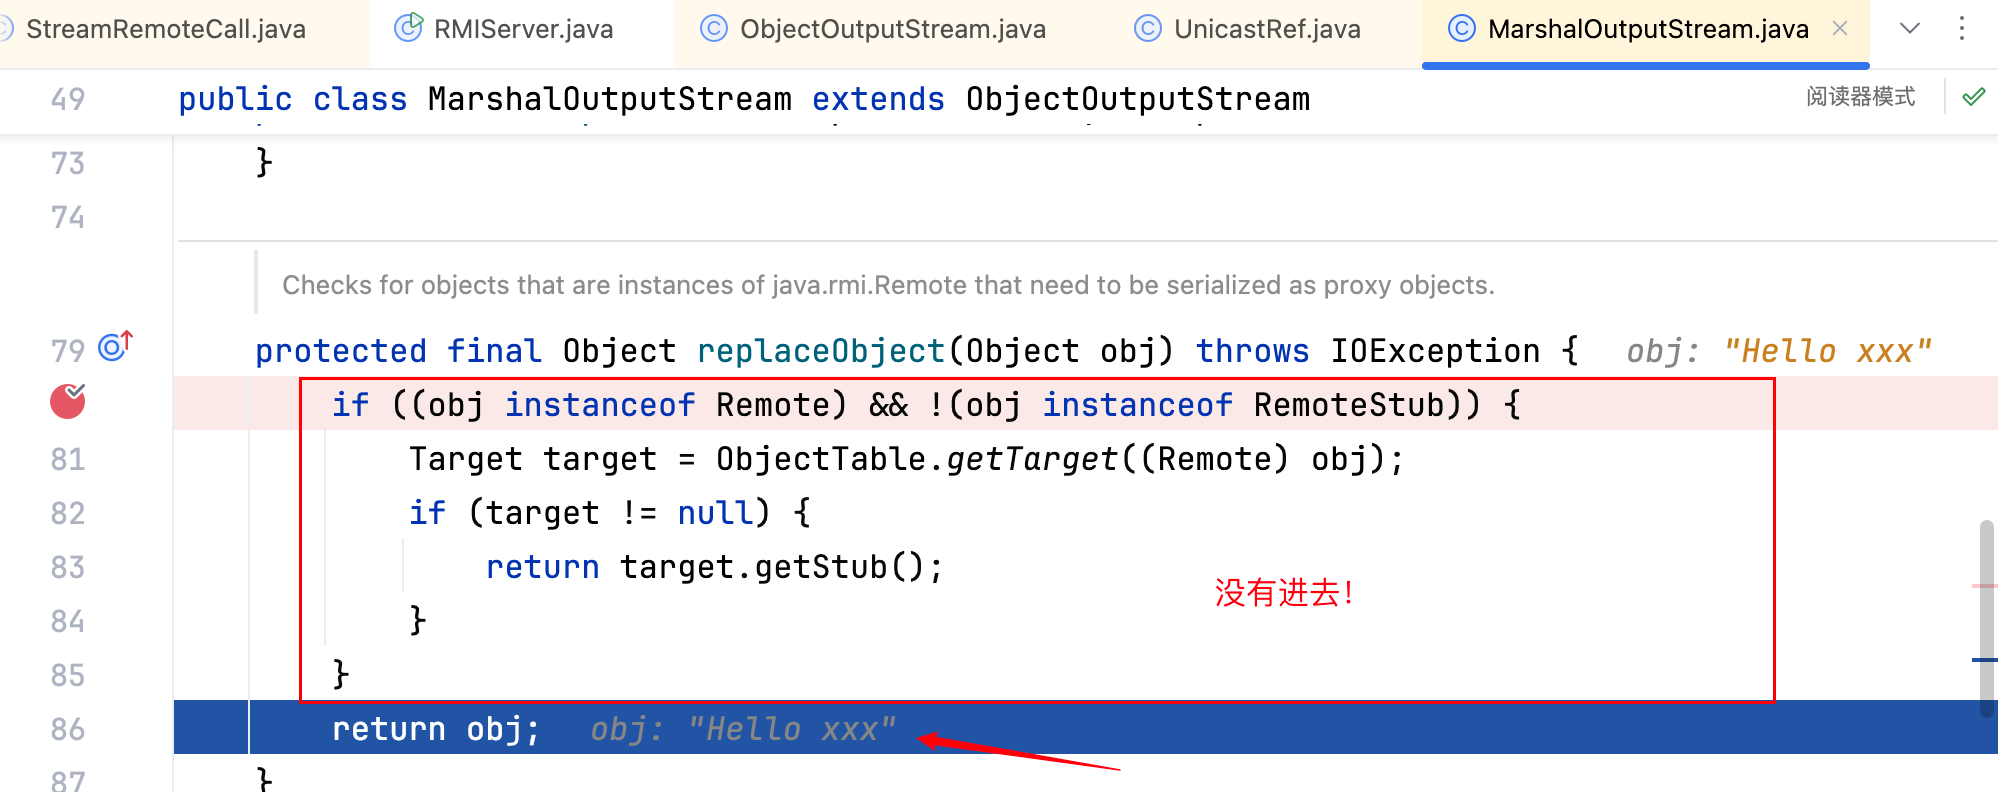 StreamRemoteCall.java RMIServer.java ObjectOutputStream.java UnicastRef.java MarshalOutputStream.java
49 public class MarshalOutputStream extends ObjectOutputStream 阅读器模式
73 }
74
Checks for objects that are instances of java.rmi.Remote that need to be serialized as proxy objects.
79 protected final Object replaceObject(Object obj) throws IOException { obj: "Hello xxx"
if ((obj instanceof Remote) && !(obj instanceof RemoteStub)) {
81 Target target = ObjectTable.getTarget((Remote) obj);
82 if (target != null) {
83 return target.getStub();
没有进去!
84 }
85 }
86 return obj; obj: "Hello xxx"
87 }